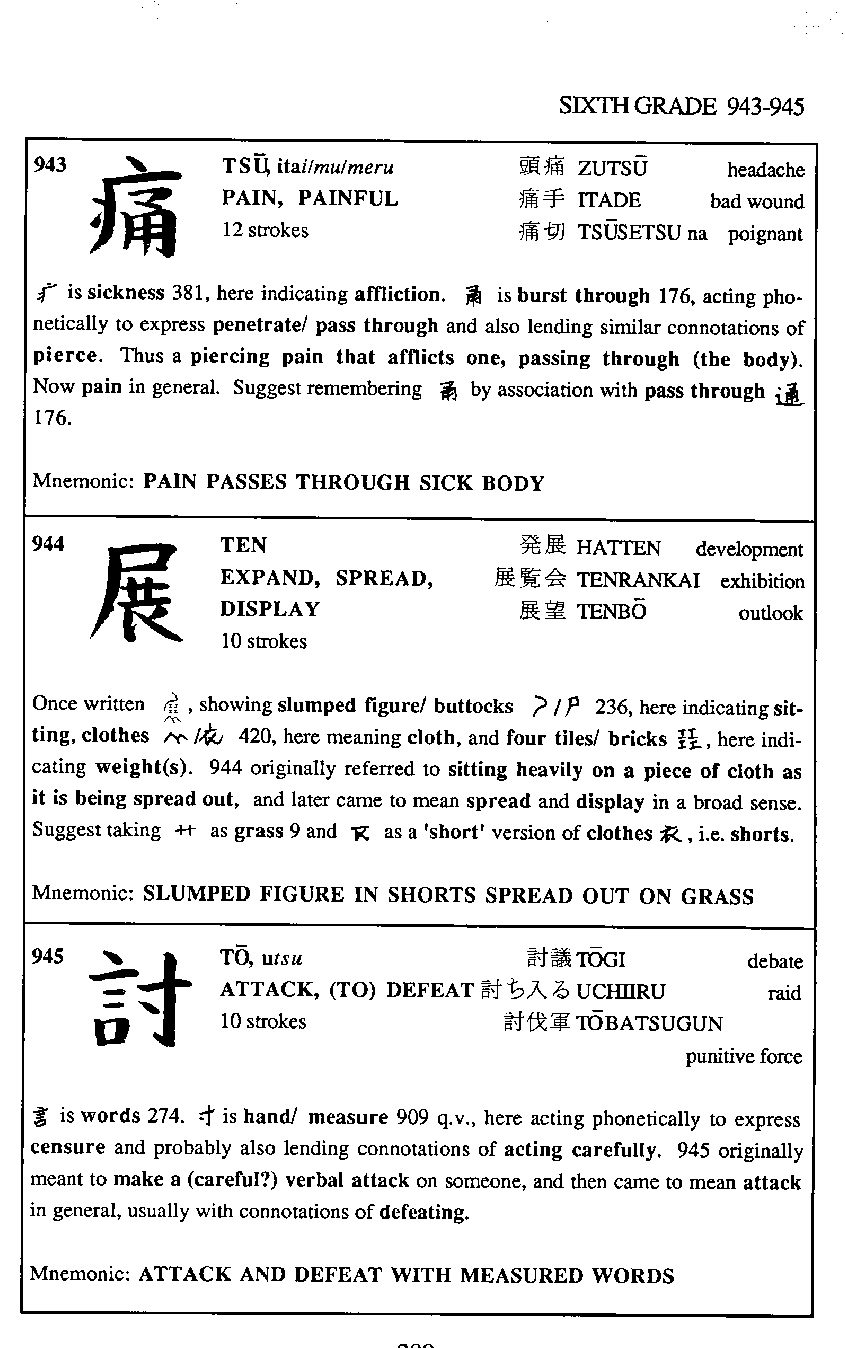 SIXTH GRADE 943-945
943 痛 TSŪ, itai/mu/meru 頭痛 ZUTSŪ headache
PAIN, PAINFUL 痛手 ITADE bad wound
12 strokes 痛切 TSŪSETSU na poignant
疒 is sickness 381, here indicating affliction. 甬 is burst through 176, acting pho-
netically to express penetrate/ pass through and also lending similar connotations of
pierce. Thus a piercing pain that afflicts one, passing through (the body).
Now pain in general. Suggest remembering 甬 by association with pass through 通
176.
Mnemonic: PAIN PASSES THROUGH SICK BODY
944 展 TEN 発展 HATTEN development
EXPAND, SPREAD, 展覧会 TENRANKAI exhibition
DISPLAY 展望 TENBŌ outlook
10 strokes
Once written , showing slumped figure/ buttocks / 尸 236, here indicating sit-
ting, clothes / 衣 420, here meaning cloth, and four tiles/ bricks , here indi-
cating weight(s). 944 originally referred to sitting heavily on a piece of cloth as
it is being spread out, and later came to mean spread and display in a broad sense.
Suggest taking 艹 as grass 9 and as a 'short' version of clothes 衣, i.e. shorts.
Mnemonic: SLUMPED FIGURE IN SHORTS SPREAD OUT ON GRASS
945 討 TŌ, utsu 討議 TŌGI debate
ATTACK, (TO) DEFEAT 討ち入る UCHIIRU raid
10 strokes 討伐軍 TŌBATSUGUN
punitive force
言 is words 274. 寸 is hand/ measure 909 q.v., here acting phonetically to express
censure and probably also lending connotations of acting carefully. 945 originally
meant to make a (careful?) verbal attack on someone, and then came to mean attack
in general, usually with connotations of defeating.
Mnemonic: ATTACK AND DEFEAT WITH MEASURED WORDS